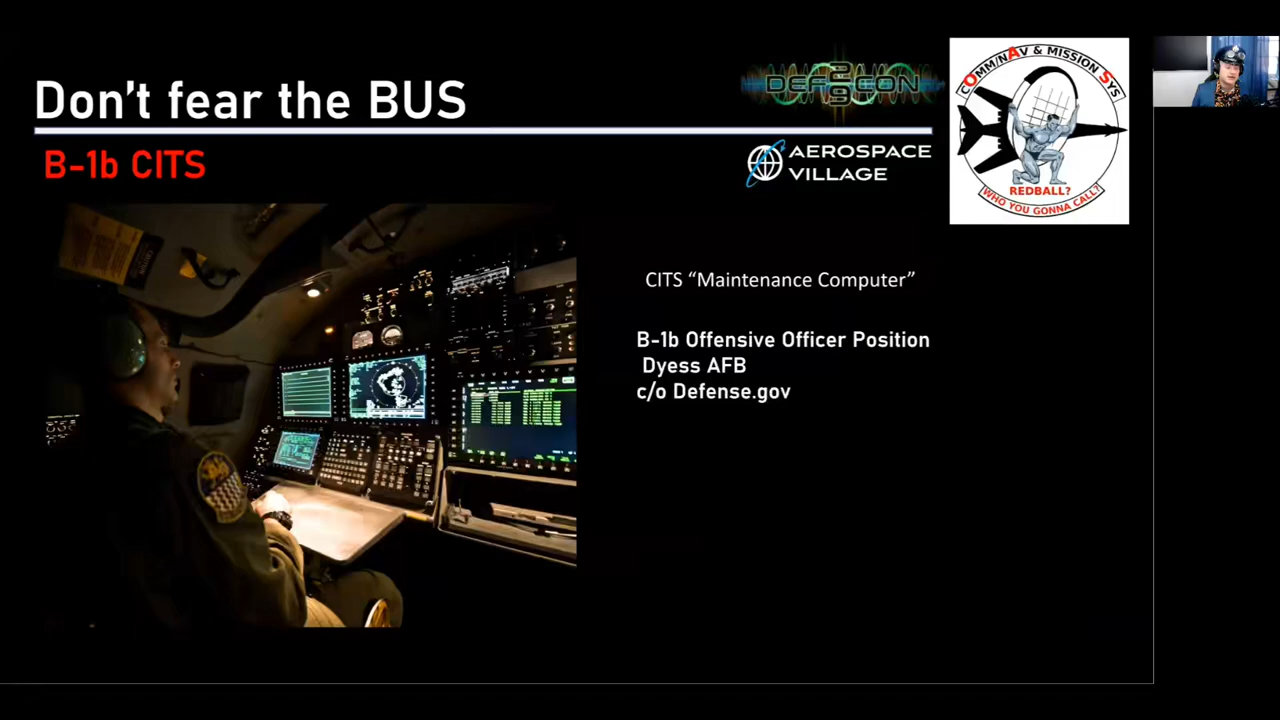 Don't fear the BUS
B-1b CITS
DEF CON
29
AEROSPACE
VILLAGE
COMM/NAV & MISSION SYS
REDBALL?
WHO YOU GONNA CALL?
CITS “Maintenance Computer”
B-1b Offensive Officer Position
Dyess AFB
c/o Defense.gov